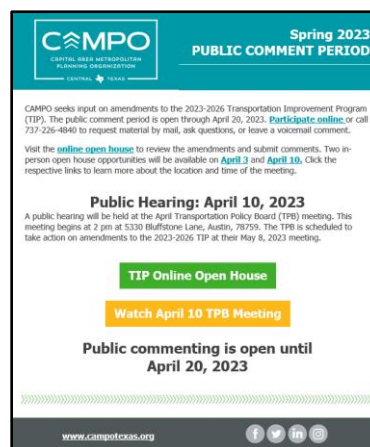 CAMPO
CAPITAL AREA METROPOLITAN
PLANNING ORGANIZATION
CENTRAL TEXAS
Spring 2023
PUBLIC COMMENT PERIOD
CAMPO seeks input on amendments to the 2023-2026 Transportation Improvement Program
(TIP). The public comment period is open through April 20, 2023. Participate online or call
737-226-4840 to request material by mail, ask questions, or leave a voicemail comment.
Visit the online open house to review the amendments and submit comments. Two in-
person open house opportunities will be available on April 3 and April 10. Click the
respective links to learn more about the location and time of the meeting.
Public Hearing: April 10, 2023
A public hearing will be held at the April Transportation Policy Board (TPB) meeting. This
meeting begins at 2 pm at 5330 Bluffstone Lane, Austin, 78759. The TPB is scheduled to
take action on amendments to the 2023-2026 TIP at their May 8, 2023 meeting.
TIP Online Open House
Watch April 10 TPB Meeting
Public commenting is open until
April 20, 2023
www.campotexas.org